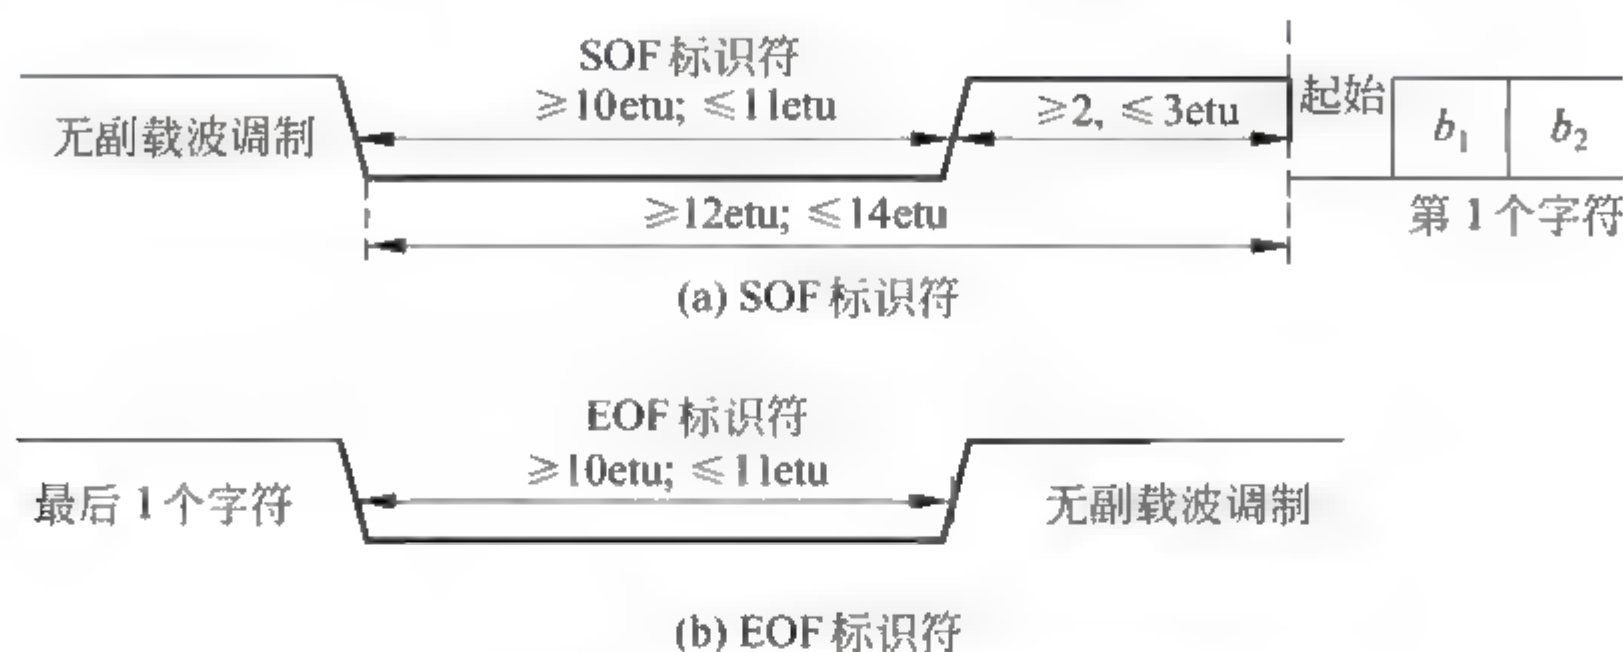 SOF 标识符
≥10etu; ≤11etu
≥2, ≤3etu
起始
无副载波调制
b₁
b₂
≥12etu; ≤14etu
第 1 个字符
(a) SOF 标识符
EOF 标识符
≥10etu; ≤11etu
最后 1 个字符
无副载波调制
(b) EOF 标识符